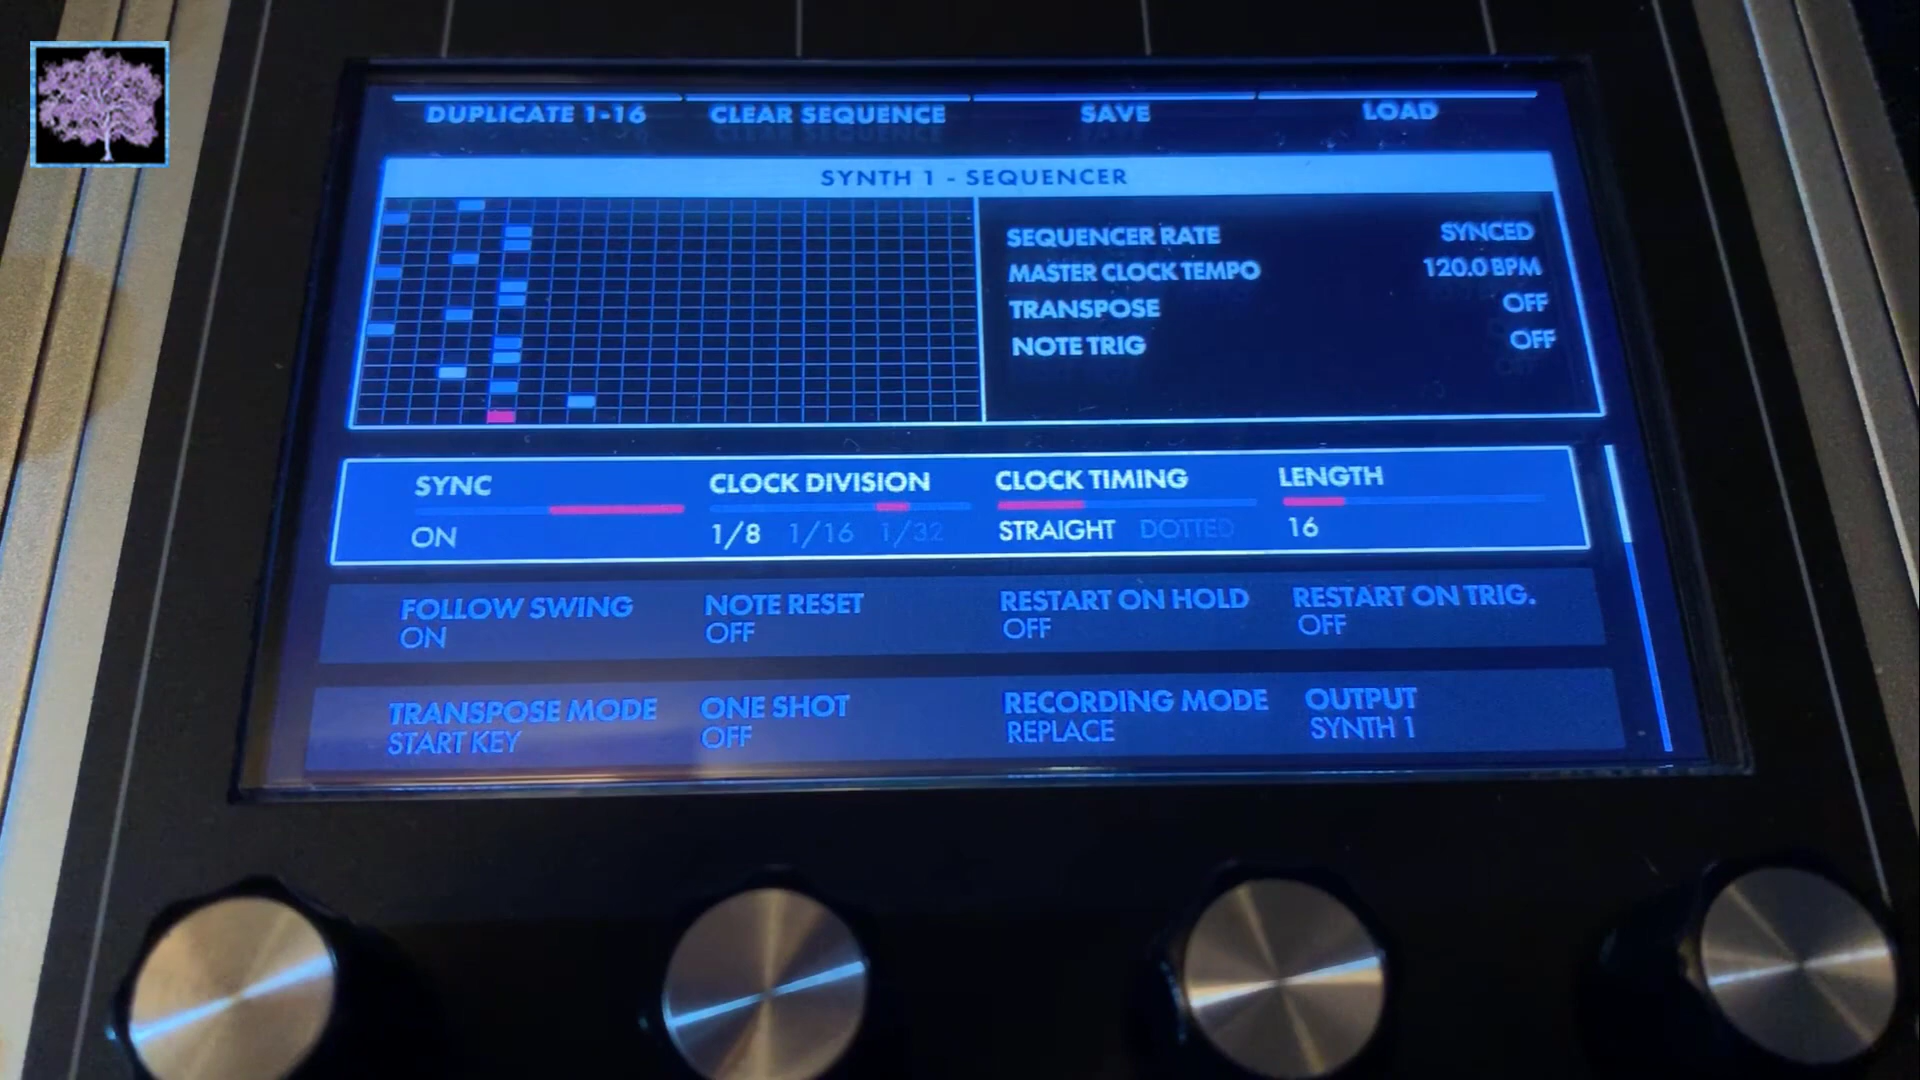 DUPLICATE 1-16 CLEAR SEQUENCE SAVE LOAD
SYNTH 1 - SEQUENCER
SEQUENCER RATE SYNCED
MASTER CLOCK TEMPO 120.0 BPM
TRANSPOSE OFF
NOTE TRIG OFF
SYNC CLOCK DIVISION CLOCK TIMING LENGTH
ON 1/8 1/16 1/32 STRAIGHT DOTTED 16
FOLLOW SWING NOTE RESET RESTART ON HOLD RESTART ON TRIG.
ON OFF OFF OFF
TRANSPOSE MODE ONE SHOT RECORDING MODE OUTPUT
START KEY OFF REPLACE SYNTH 1